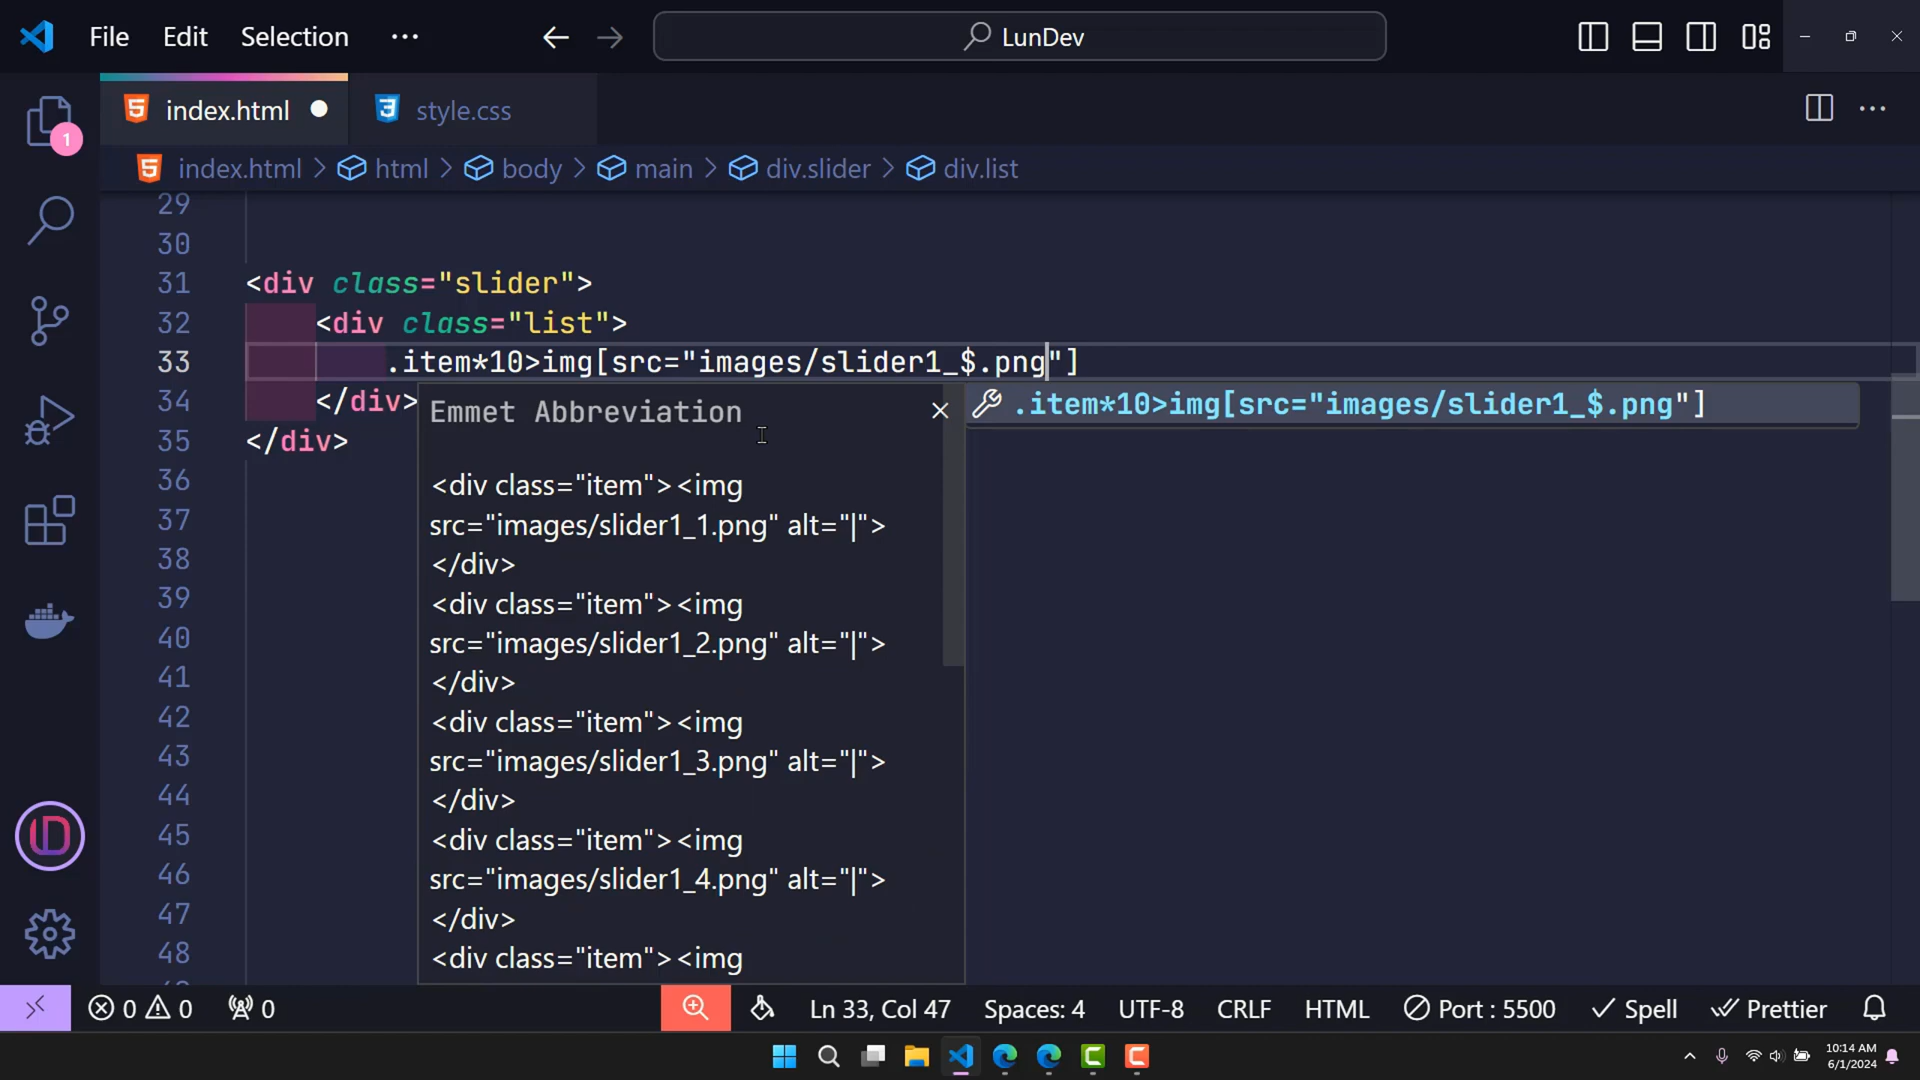 File Edit Selection ··· LunDev
index.html style.css
1
index.html > html > body > main > div.slider > div.list
29
30
31 <div class="slider">
32 <div class="list">
33 .item*10>img[src="images/slider1_$.png"]
34 </div>
35 </div>
36
37
38
39
40
41
42
43
44
45
46
47
48
Emmet Abbreviation
.item*10>img[src="images/slider1_$.png"]
<div class="item"><img
src="images/slider1_1.png" alt="|">
</div>
<div class="item"><img
src="images/slider1_2.png" alt="|">
</div>
<div class="item"><img
src="images/slider1_3.png" alt="|">
</div>
<div class="item"><img
src="images/slider1_4.png" alt="|">
</div>
<div class="item"><img
0 0 0 Ln 33, Col 47 Spaces: 4 UTF-8 CRLF HTML Port : 5500 Spell Prettier
10:14 AM
6/1/2024